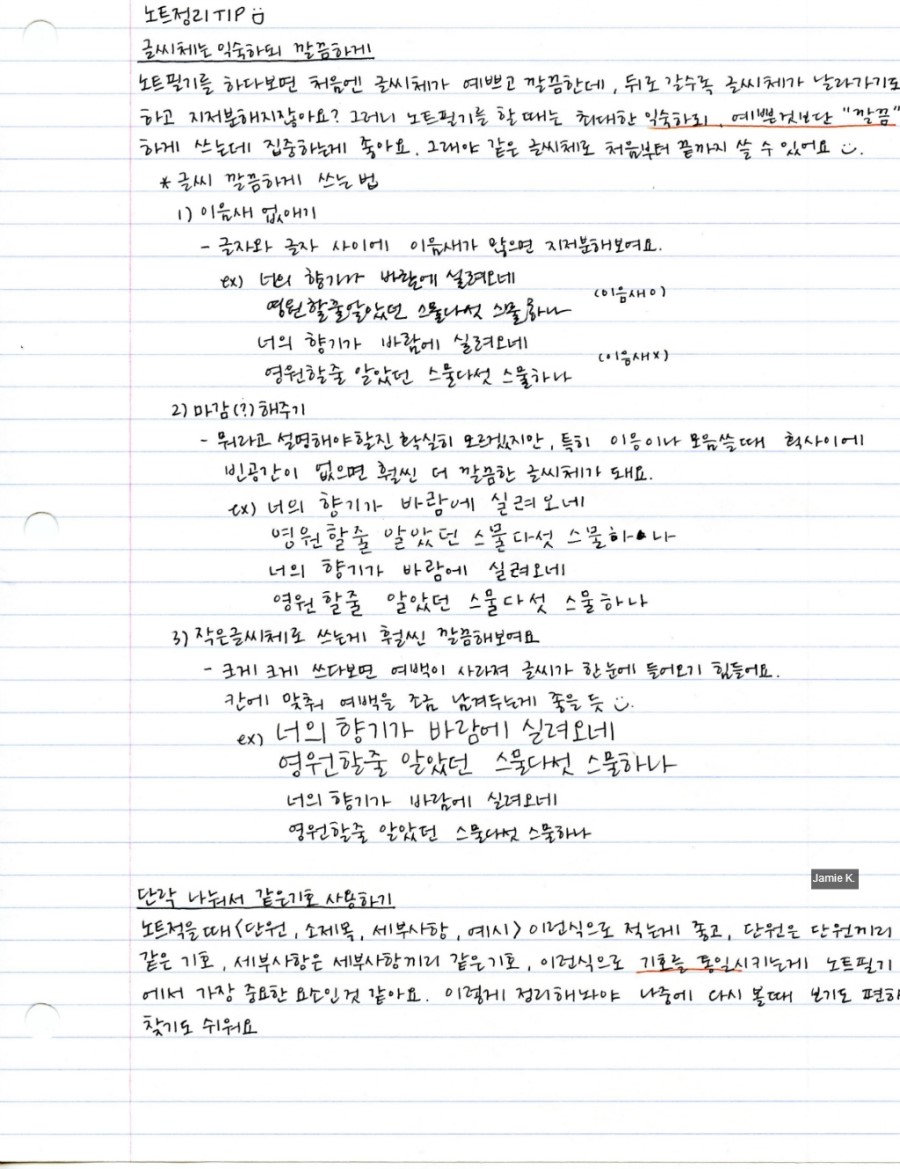 노트정리 TIP
글씨체는 익숙하되 깔끔하게
노트필기를 하다보면 처음엔 글씨체가 예쁘고 깔끔한데, 뒤로 갈수록 글씨체가 날라가기도
하고 지저분해지잖아요? 그러니 노트필기를 할 때는 최대한 익숙하되, 예쁜것보단 "깔끔"
하게 쓰는데 집중하는게 좋아요. 그래야 같은 글씨체로 처음부터 끝까지 쓸 수 있어요 .
* 글씨 깔끔하게 쓰는 법
1) 이음새 없애기
- 글자와 글자 사이에 이음새가 많으면 지저분해보여요.
ex) 너의 향기가 바람에 실려오네
영원할줄알았던 스물다섯 스물하나 (이음새 O)
너의 향기가 바람에 실려오네
영원할줄 알았던 스물다섯 스물하나 (이음새 X)
2) 마감(?) 해주기
- 뭐라고 설명해야할진 확실히 모르겠지만, 특히 이응이나 모음쓸때 획사이에
빈공간이 없으면 훨씬 더 깔끔한 글씨체가 돼요.
ex) 너의 향기가 바람에 실려오네
영원할줄 알았던 스물다섯 스물하나
너의 향기가 바람에 실려오네
영원할줄 알았던 스물다섯 스물하나
3) 작은글씨체로 쓰는게 훨씬 깔끔해보여요
- 크게 크게 쓰다보면 여백이 사라져 글씨가 한눈에 들어오기 힘들어요.
칸에 맞춰 여백을 조금 남겨두는게 좋을 듯 .
ex) 너의 향기가 바람에 실려오네
영원할줄 알았던 스물다섯 스물하나
너의 향기가 바람에 실려오네
영원할줄 알았던 스물다섯 스물하나
Jamie K.
단락 나눠서 같은기호 사용하기
노트적을때 <단원, 소제목, 세부사항, 예시> 이런식으로 적는게 좋고, 단원은 단원끼리
같은 기호, 세부사항은 세부사항끼리 같은기호, 이런식으로 기호를 통일시키는게 노트필기
에서 가장 중요한 요소인것 같아요. 이렇게 정리해놔야 나중에 다시 볼때 보기도 편하
찾기도 쉬워요